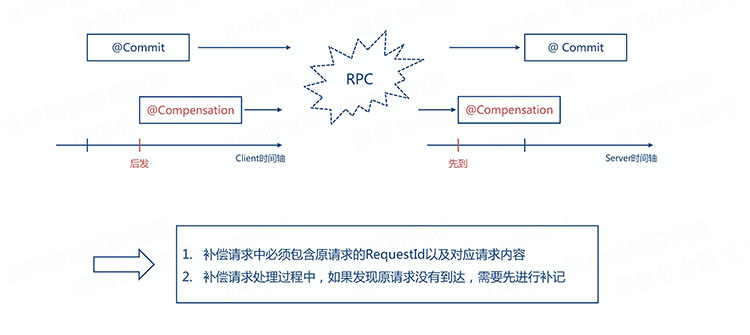 @Commit
@ Commit
RPC
@Compensation
@Compensation
后发
Client时间轴
先到
Server时间轴
1. 补偿请求中必须包含原请求的RequestId以及对应请求内容
2. 补偿请求处理过程中，如果发现原请求没有到达，需要先进行补记